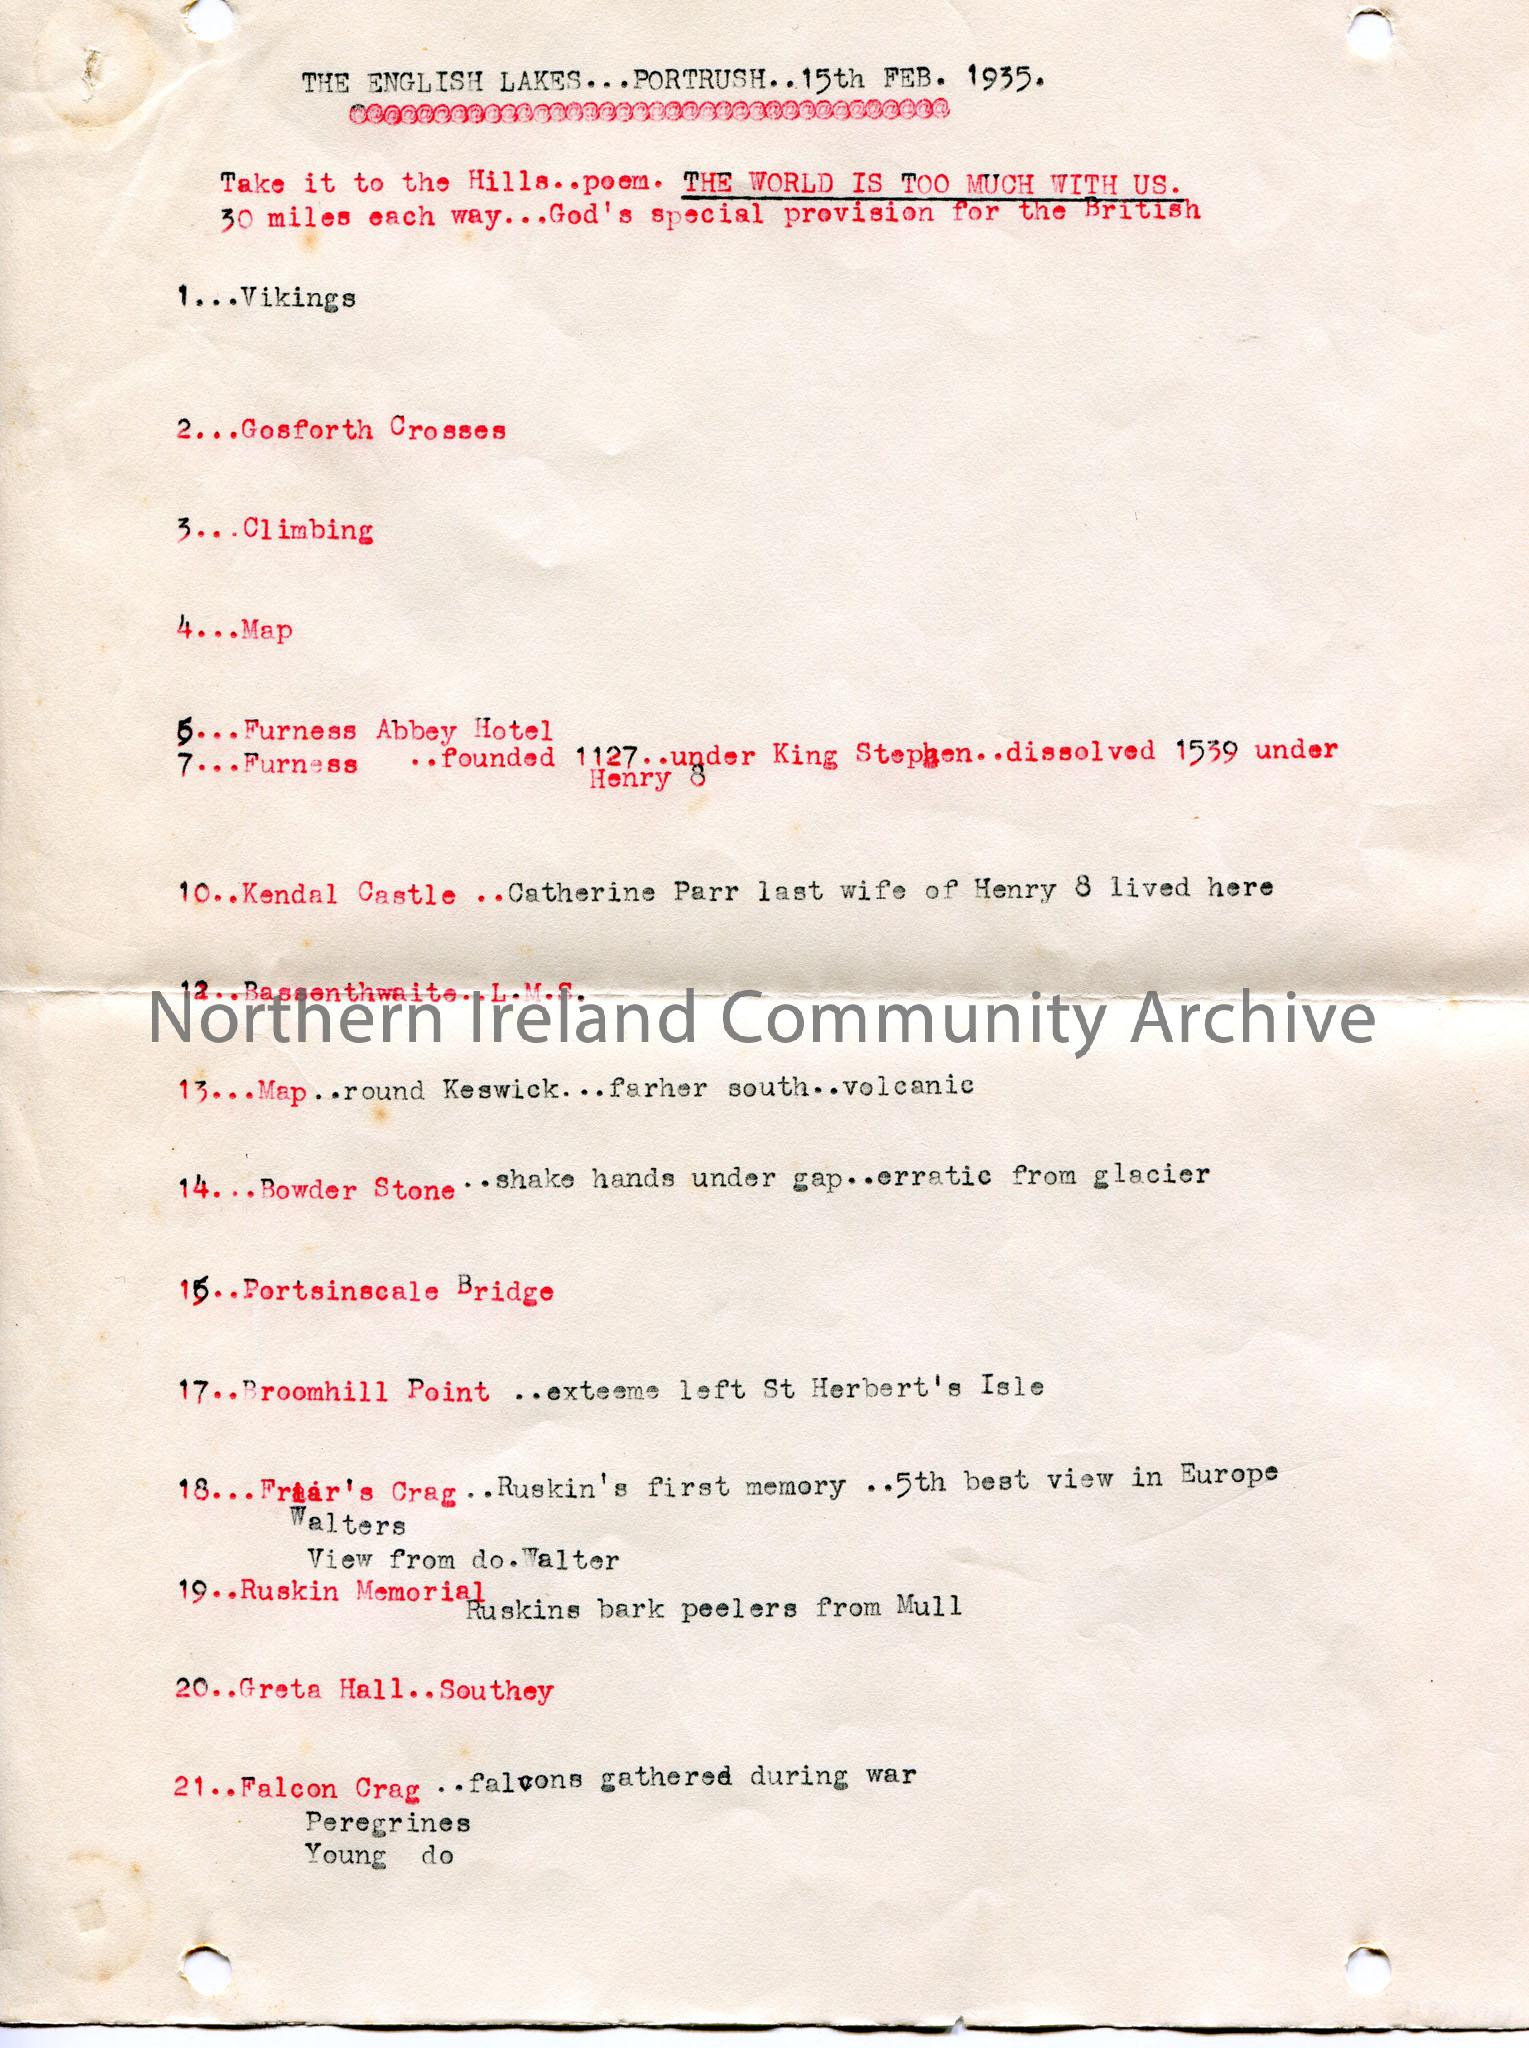 THE ENGLISH LAKES...PORTRUSH..15th FEB. 1935.
@@@@@@@@@@@@@@@@@@@@@@@@@@@@@@@@@@@@
Take it to the Hills..poem. THE WORLD IS TOO MUCH WITH US.
30 miles each way...God's special provision for the British
1...Vikings
2...Gosforth Crosses
3...Climbing
4...Map
5...Furness Abbey Hotel
7...Furness ..founded 1127..under King Stephen..dissolved 1539 under
Henry 8
10..Kendal Castle ..Catherine Parr last wife of Henry 8 lived here
12..Bassenthwaite..L.M.S.
Northern Ireland Community Archive
13...Map..round Keswick...farher south..volcanic
14...Bowder Stone..shake hands under gap..erratic from glacier
15..Portsinscale Bridge
17..Broomhill Point ..exteeme left St Herbert's Isle
18...Friar's Crag..Ruskin's first memory ..5th best view in Europe
Walters
View from do.Walter
19..Ruskin Memorial
Ruskins bark peelers from Mull
20..Greta Hall..Southey
21..Falcon Crag ..falcons gathered during war
Peregrines
Young do